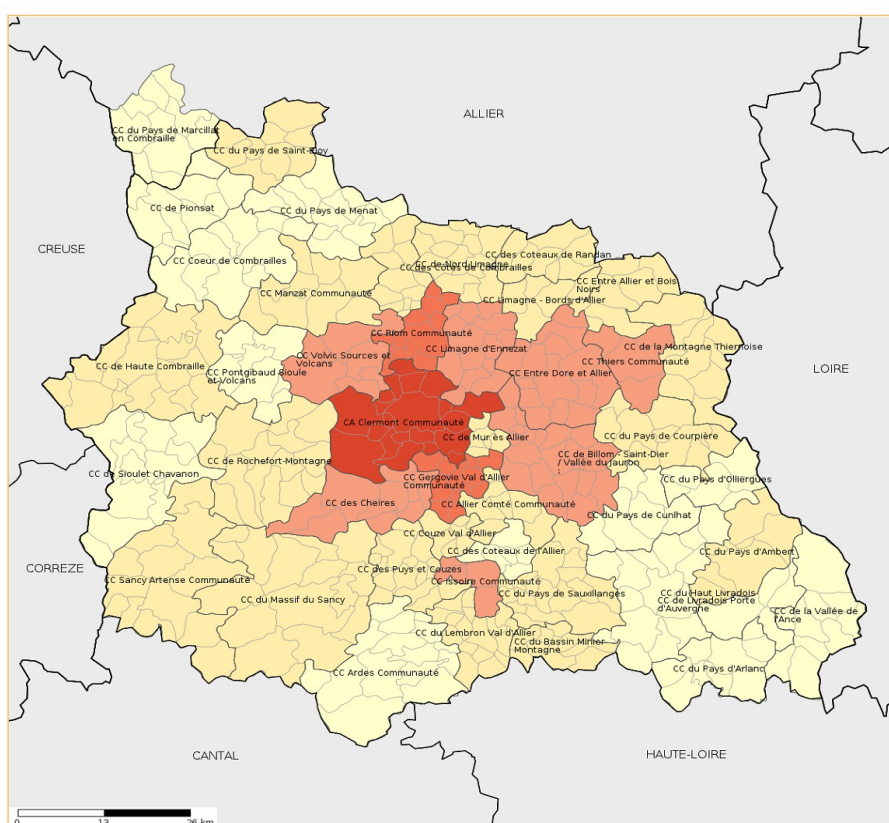 ALLIER
CC du Pays de Marcillat
en Combraille
CC du Pays de Saint-Eloy
CC de Pionsat
CC du Pays de Menat
CREUSE
CC Coeur de Combrailles
CC des Coteaux de Randan
CC de Nord Limagne
CC des Côtes de Combrailles
CC Entre Allier et Bois
Noirs
CC Manzat Communauté
CC Limagne - Bords d'Allier
CC Riom Communauté
CC Limagne d'Ennezat
CC de la Montagne Thiernoise
CC Volvic Sources et
Volcans
CC Thiers Communauté
CC de Haute Combraille
CC Pontgibaud Sioule
et Volcans
CC Entre Dore et Allier
LOIRE
CA Clermont Communauté
CC de Mur ès Allier
CC du Pays de Courpière
CC de Rochefort-Montagne
CC de Billom - Saint-Dier
/ Vallée du Jauron
CC de Sioulet Chavanon
CC Gergovie Val d'Allier
Communauté
CC du Pays d'Olliergues
CC des Cheires
CC Allier Comté Communauté
CC du Pays de Cunlhat
CC Couze Val d'Allier
CC des Coteaux de l'Allier
CC du Pays d'Ambert
CORREZE
CC des Puys et Couzes
CC Sancy Artense Communauté
CC Issoire Communauté
CC du Massif du Sancy
CC du Pays de Sauxillanges
CC du Haut Livradois
CC de Livradois Porte
d'Auvergne
CC de la Vallée de
l'Ance
CC du Lembron Val d'Allier
CC du Bassin Minier
Montagne
CC Ardes Communauté
CC du Pays d'Arlanc
CANTAL
HAUTE-LOIRE
0 13 26 km